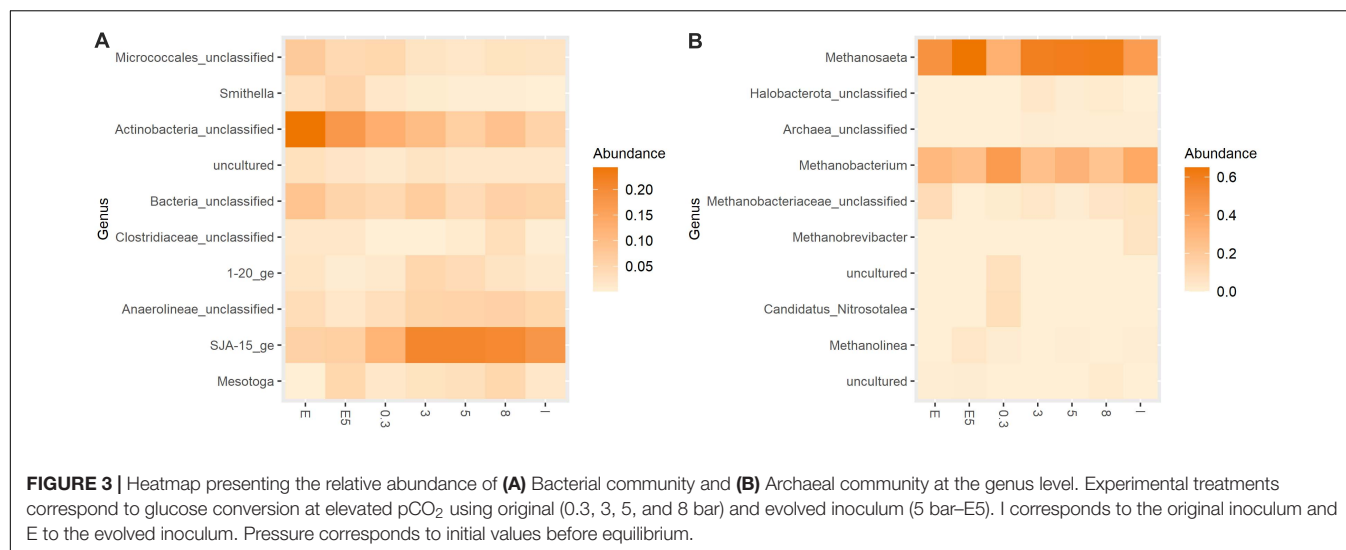 A
Micrococcales_unclassified
Smithella
Actinobacteria_unclassified
uncultured
Bacteria_unclassified
Clostridiaceae_unclassified
1-20_ge
Anaerolineae_unclassified
SJA-15_ge
Mesotoga
Genus
E
E5
0.3
3
5
8
I
Abundance
0.20
0.15
0.10
0.05
B
Methanosaeta
Halobacterota_unclassified
Archaea_unclassified
Methanobacterium
Methanobacteriaceae_unclassified
Methanobrevibacter
uncultured
Candidatus_Nitrosotalea
Methanolinea
uncultured
Genus
E
E5
0.3
3
5
8
I
Abundance
0.6
0.4
0.2
0.0
FIGURE 3 | Heatmap presenting the relative abundance of (A) Bacterial community and (B) Archaeal community at the genus level. Experimental treatments
correspond to glucose conversion at elevated pCO₂ using original (0.3, 3, 5, and 8 bar) and evolved inoculum (5 bar–E5). I corresponds to the original inoculum and
E to the evolved inoculum. Pressure corresponds to initial values before equilibrium.